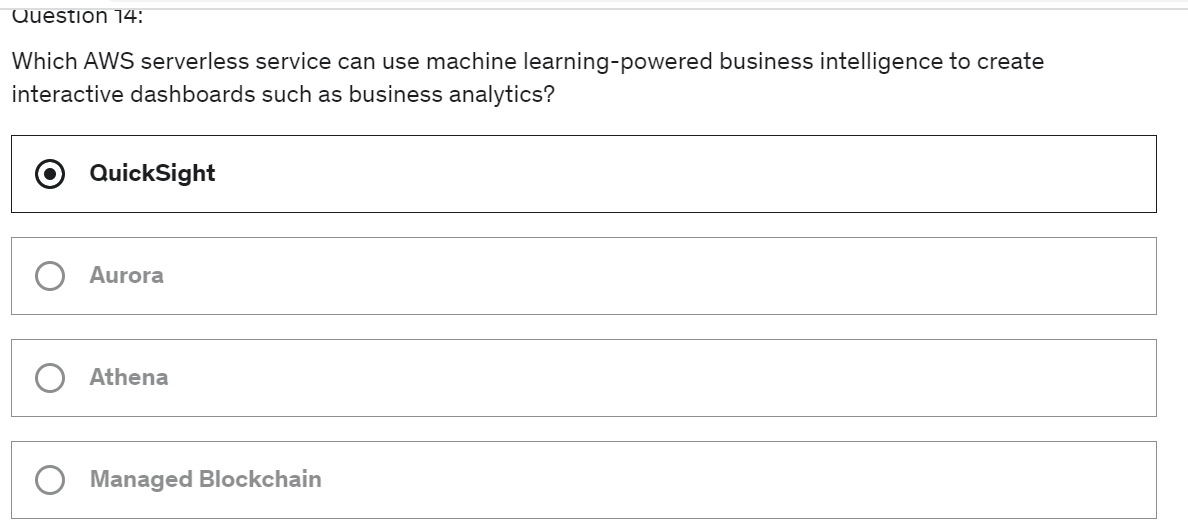 Question 14:
Which AWS serverless service can use machine learning-powered business intelligence to create
interactive dashboards such as business analytics?
QuickSight
Aurora
Athena
Managed Blockchain